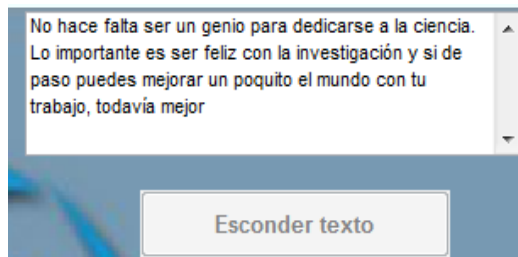 No hace falta ser un genio para dedicarse a la ciencia.
Lo importante es ser feliz con la investigación y si de
paso puedes mejorar un poquito el mundo con tu
trabajo, todavía mejor
Esconder texto